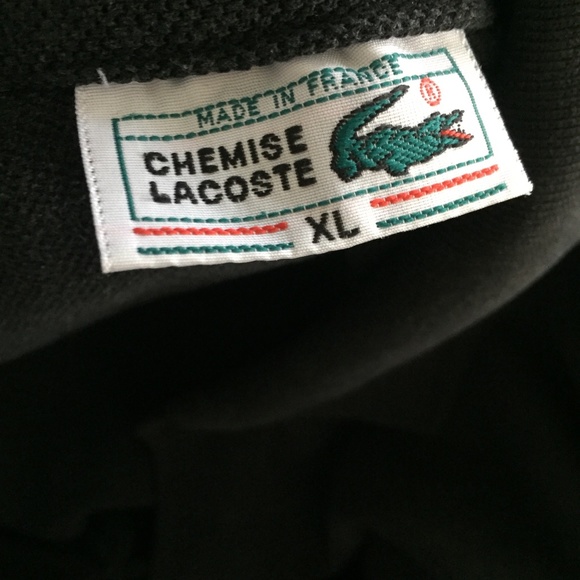 MADE IN FRANCE
®
CHEMISE
LACOSTE
XL